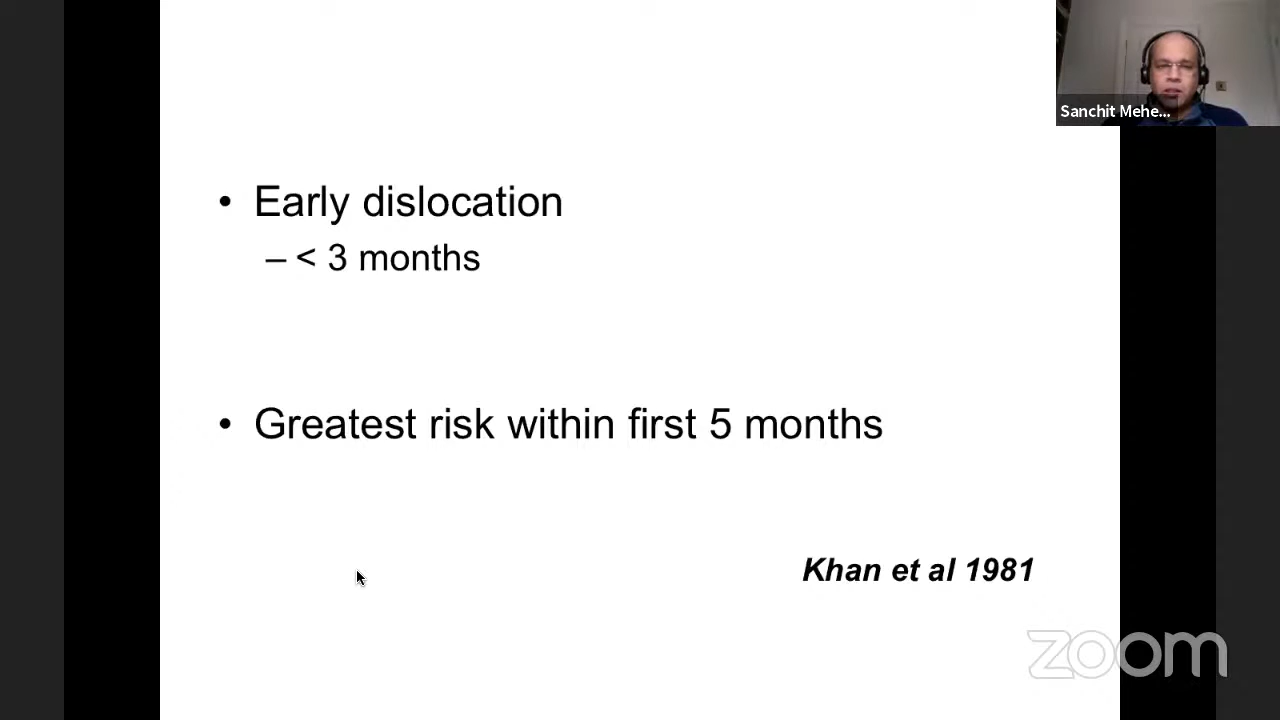 Sanchit Mehe...
• Early dislocation
– < 3 months
• Greatest risk within first 5 months
Khan et al 1981
zoom